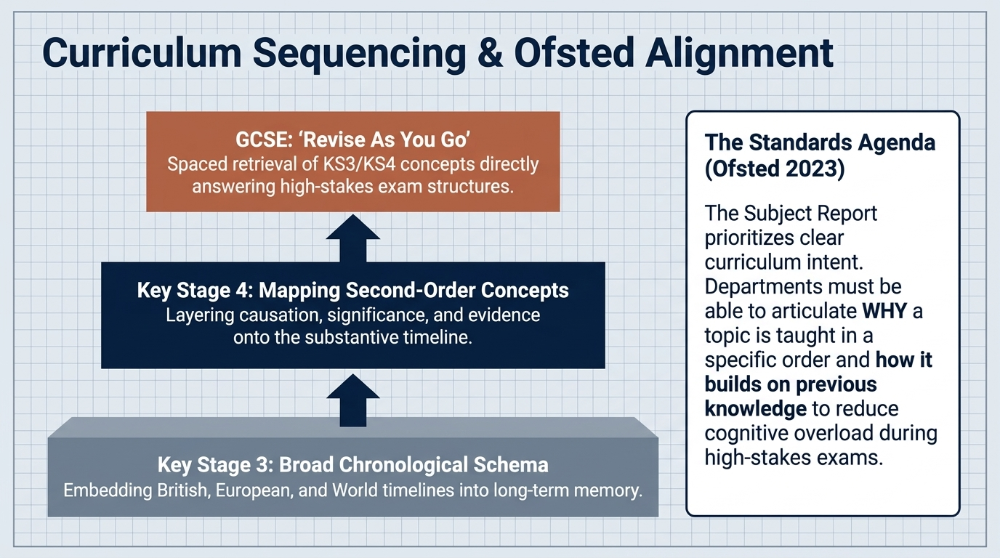 Curriculum Sequencing & Ofsted Alignment
GCSE: ‘Revise As You Go’
Spaced retrieval of KS3/KS4 concepts directly
answering high-stakes exam structures.
Key Stage 4: Mapping Second-Order Concepts
Layering causation, significance, and evidence
onto the substantive timeline.
Key Stage 3: Broad Chronological Schema
Embedding British, European, and World timelines into long-term memory.
The Standards Agenda
(Ofsted 2023)
The Subject Report
prioritizes clear
curriculum intent.
Departments must be
able to articulate WHY a
topic is taught in a
specific order and how it
builds on previous
knowledge to reduce
cognitive overload during
high-stakes exams.